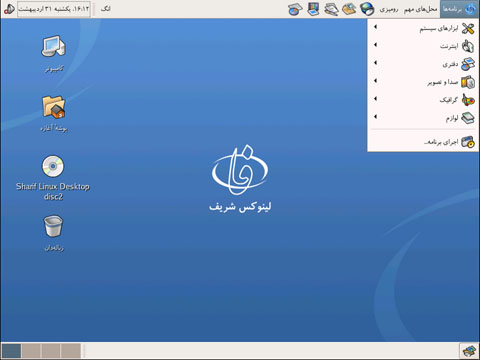 برنامه‌ها
محل‌های مهم
رومیزی
انگ
۱۶:۱۲ یکشنبه ۳۱ اردیبهشت
ابزارهای سیستم
اینترنت
دفتری
صدا و تصویر
گرافیک
لوازم
اجرای برنامه...
کامپیوتر
پوشهٔ آغازه
Sharif Linux Desktop
disc2
زباله‌دان
فا
لینوکس شریف